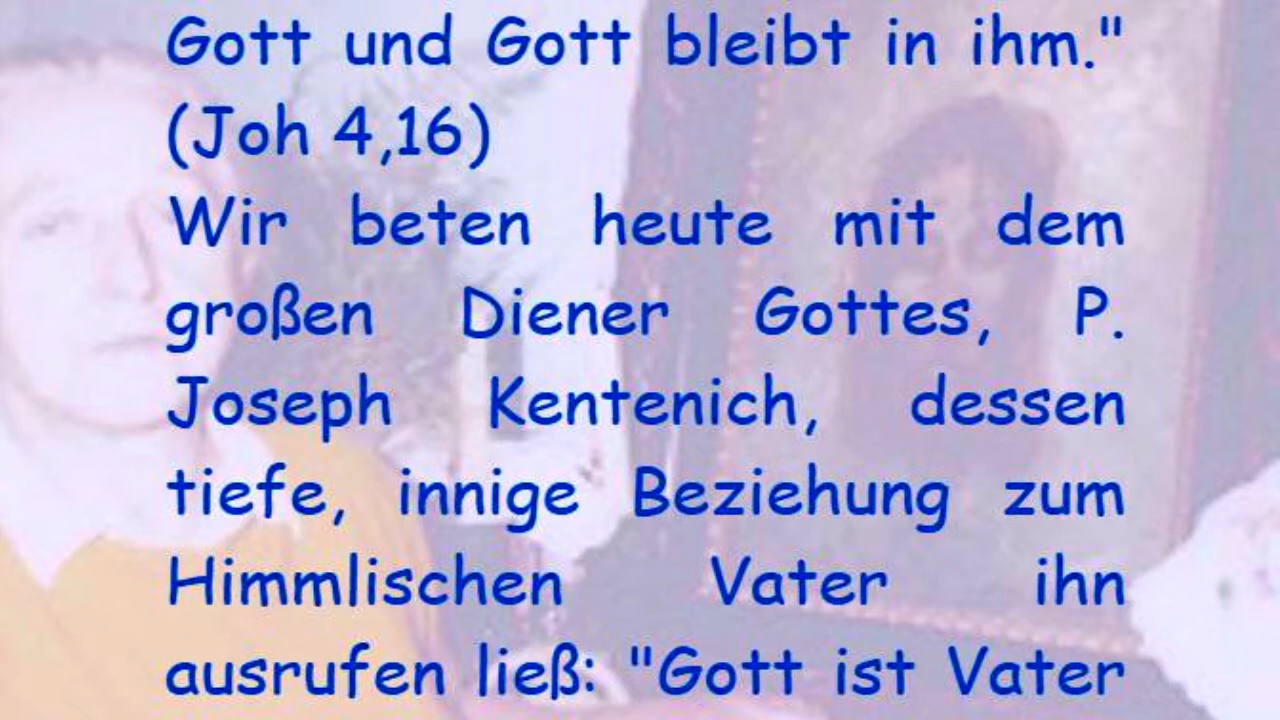 Gott und Gott bleibt in ihm."
(Joh 4,16)
Wir beten heute mit dem
großen Diener Gottes, P.
Joseph Kentenich, dessen
tiefe, innige Beziehung zum
Himmlischen Vater ihn
ausrufen ließ: "Gott ist Vater